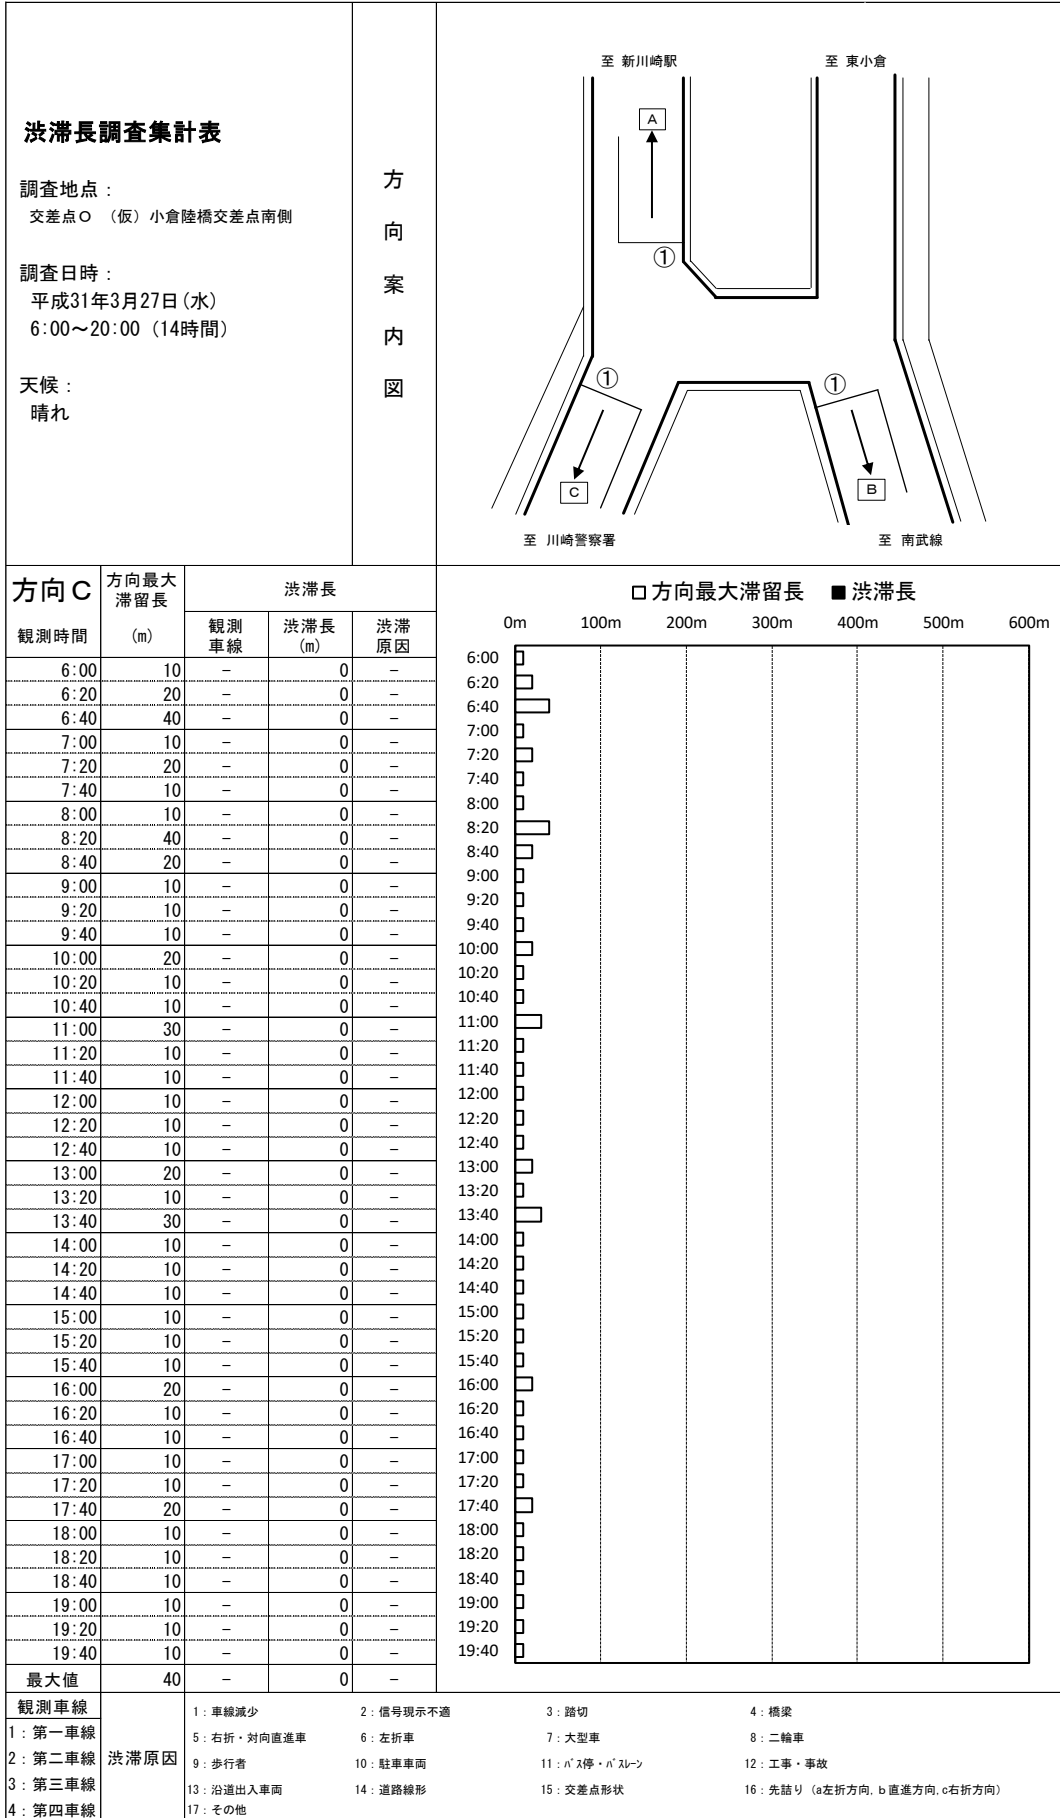 渋滞長調査集計表
調査地点：
交差点O （仮）小倉陸橋交差点南側
調査日時：
平成31年3月27日(水)
6:00～20:00（14時間）
天候：
晴れ
方
向
案
内
図
至 新川崎駅
至 東小倉
A
①
①
①
C
B
至 川崎警察署
至 南武線
方向C
方向最大
滞留長
渋滞長
観測時間
(m)
観測
車線
渋滞長
(m)
渋滞
原因
6:00 10 － 0 －
6:20 20 － 0 －
6:40 40 － 0 －
7:00 10 － 0 －
7:20 20 － 0 －
7:40 10 － 0 －
8:00 10 － 0 －
8:20 40 － 0 －
8:40 20 － 0 －
9:00 10 － 0 －
9:20 10 － 0 －
9:40 10 － 0 －
10:00 20 － 0 －
10:20 10 － 0 －
10:40 10 － 0 －
11:00 30 － 0 －
11:20 10 － 0 －
11:40 10 － 0 －
12:00 10 － 0 －
12:20 10 － 0 －
12:40 10 － 0 －
13:00 20 － 0 －
13:20 10 － 0 －
13:40 30 － 0 －
14:00 10 － 0 －
14:20 10 － 0 －
14:40 10 － 0 －
15:00 10 － 0 －
15:20 10 － 0 －
15:40 10 － 0 －
16:00 20 － 0 －
16:20 10 － 0 －
16:40 10 － 0 －
17:00 10 － 0 －
17:20 10 － 0 －
17:40 20 － 0 －
18:00 10 － 0 －
18:20 10 － 0 －
18:40 10 － 0 －
19:00 10 － 0 －
19:20 10 － 0 －
19:40 10 － 0 －
最大値 40 － 0 －
□方向最大滞留長 ■渋滞長
0m 100m 200m 300m 400m 500m 600m
6:00
6:20
6:40
7:00
7:20
7:40
8:00
8:20
8:40
9:00
9:20
9:40
10:00
10:20
10:40
11:00
11:20
11:40
12:00
12:20
12:40
13:00
13:20
13:40
14:00
14:20
14:40
15:00
15:20
15:40
16:00
16:20
16:40
17:00
17:20
17:40
18:00
18:20
18:40
19:00
19:20
19:40
観測車線
1：第一車線
2：第二車線
3：第三車線
4：第四車線
渋滞原因
1：車線減少 2：信号現示不適 3：踏切 4：橋梁
5：右折・対向直進車 6：左折車 7：大型車 8：二輪車
9：歩行者 10：駐車車両 11：ﾊﾞｽ停・ﾊﾞｽﾚｰﾝ 12：工事・事故
13：沿道出入車両 14：道路線形 15：交差点形状 16：先詰り（a左折方向,ｂ直進方向,c右折方向）
17：その他